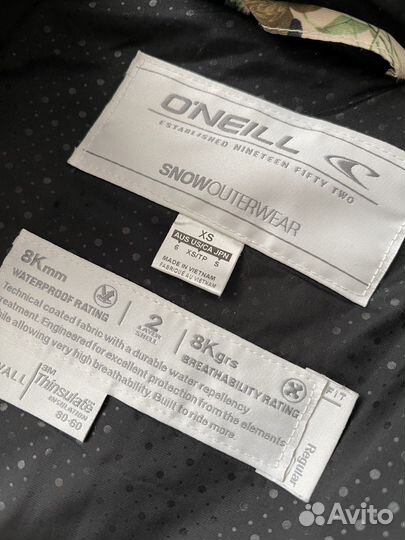 O'NEILL
ESTABLISHED NINETEEN FIFTY TWO
SNOWOUTERWEAR
XS
AUS US/CA JPN
6 XS/TP S
MADE IN VIETNAM
FABRIQUÉ AU VIETNAM
8Kmm
WATERPROOF RATING
2
LAYER
SHELL
8Kgrs
BREATHABILITY RATING
Technical coated fabric with a durable water repellency
treatment. Engineered for excellent protection from the elements
while allowing very high breathability. Built to ride more.
3M
Thinsulate
INSULATION
80-60
FIT
Regular
Avito